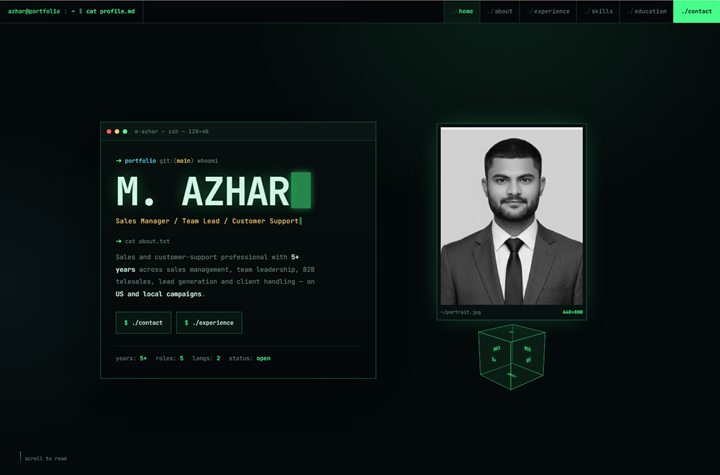 azhar@portfolio : ~ $ cat profile.md
./home ./about ./experience ./skills ./education ./contact
m-azhar — zsh — 120×40
➜ portfolio git:(main) whoami
M. AZHAR
Sales Manager / Team Lead / Customer Support
➜ cat about.txt
Sales and customer-support professional with 5+
years across sales management, team leadership, B2B
telesales, lead generation and client handling — on
US and local campaigns.
$ ./contact $ ./experience
years: 5+ roles: 5 langs: 2 status: open
~/portrait.jpg 640×800
scroll to read